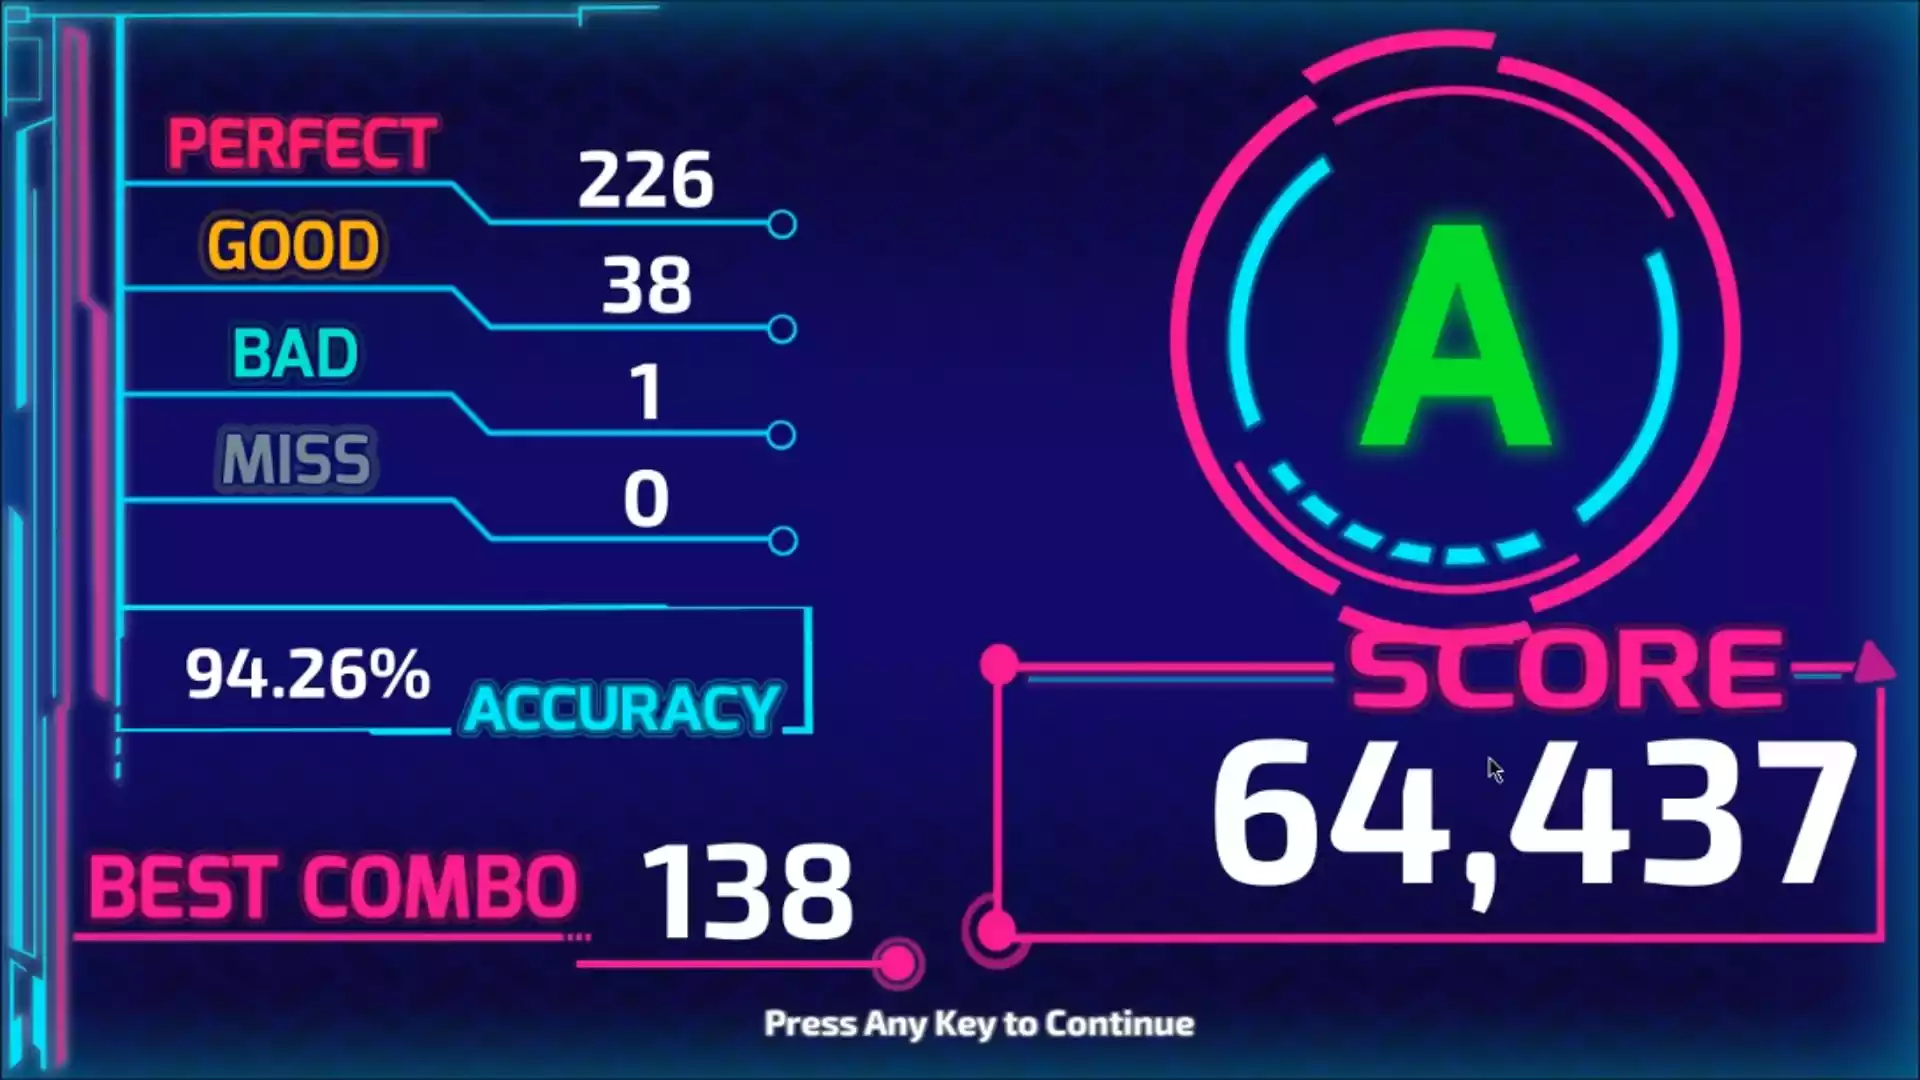 PERFECT 226
GOOD 38
BAD 1
MISS 0
94.26% ACCURACY
BEST COMBO 138
A
SCORE
64,437
Press Any Key to Continue